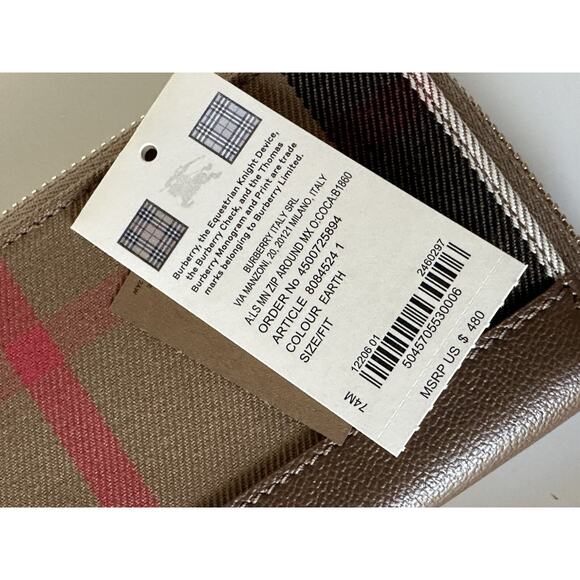 Burberry, the Equestrian Knight Device,
the Burberry Check, and the Thomas
Burberry Monogram and Print are trade
marks belonging to Burberry Limited.
BURBERRY ITALY SRL
VIA MANZONI, 20, 20121 MILANO, ITALY
A:LS MN ZIP AROUND MX O:COCA:B1860
ORDER No 4500725894
ARTICLE 8084524 1
COLOUR EARTH
SIZE/FIT
74M
12206 01
2460297
5045705530006
MSRP US $ 480